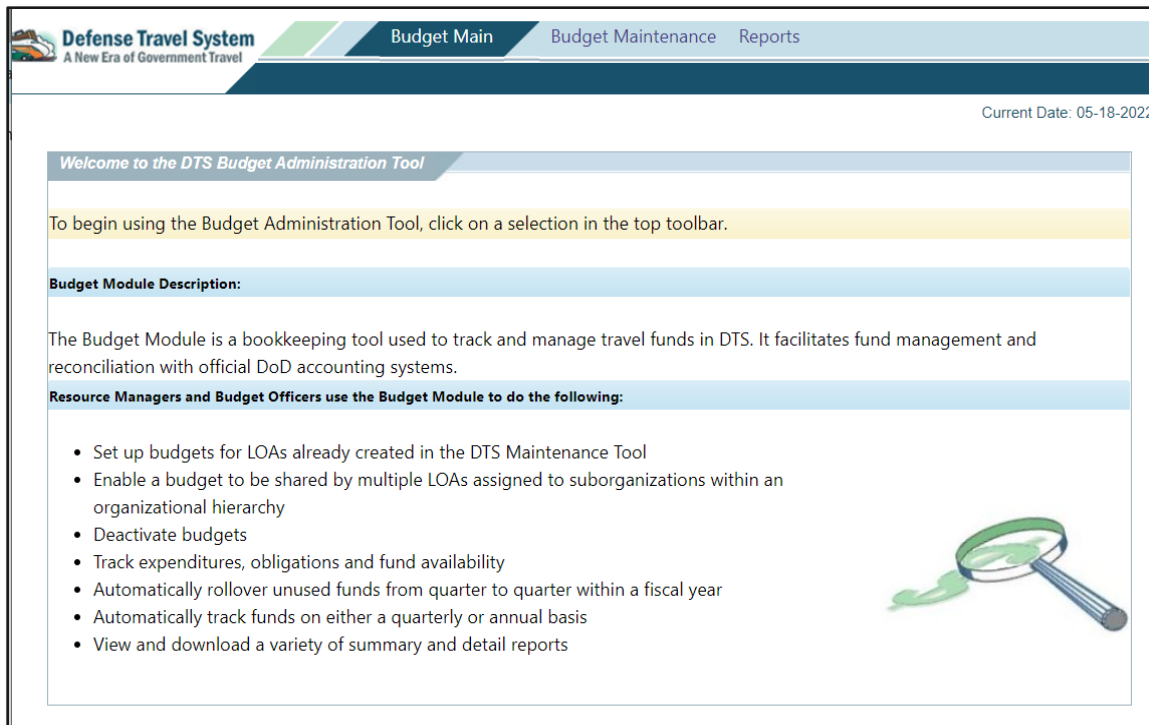 Defense Travel System
A New Era of Government Travel
Budget Main Budget Maintenance Reports
Current Date: 05-18-2022
Welcome to the DTS Budget Administration Tool
To begin using the Budget Administration Tool, click on a selection in the top toolbar.
Budget Module Description:
The Budget Module is a bookkeeping tool used to track and manage travel funds in DTS. It facilitates fund management and
reconciliation with official DoD accounting systems.
Resource Managers and Budget Officers use the Budget Module to do the following:
• Set up budgets for LOAs already created in the DTS Maintenance Tool
• Enable a budget to be shared by multiple LOAs assigned to suborganizations within an
organizational hierarchy
• Deactivate budgets
• Track expenditures, obligations and fund availability
• Automatically rollover unused funds from quarter to quarter within a fiscal year
• Automatically track funds on either a quarterly or annual basis
• View and download a variety of summary and detail reports